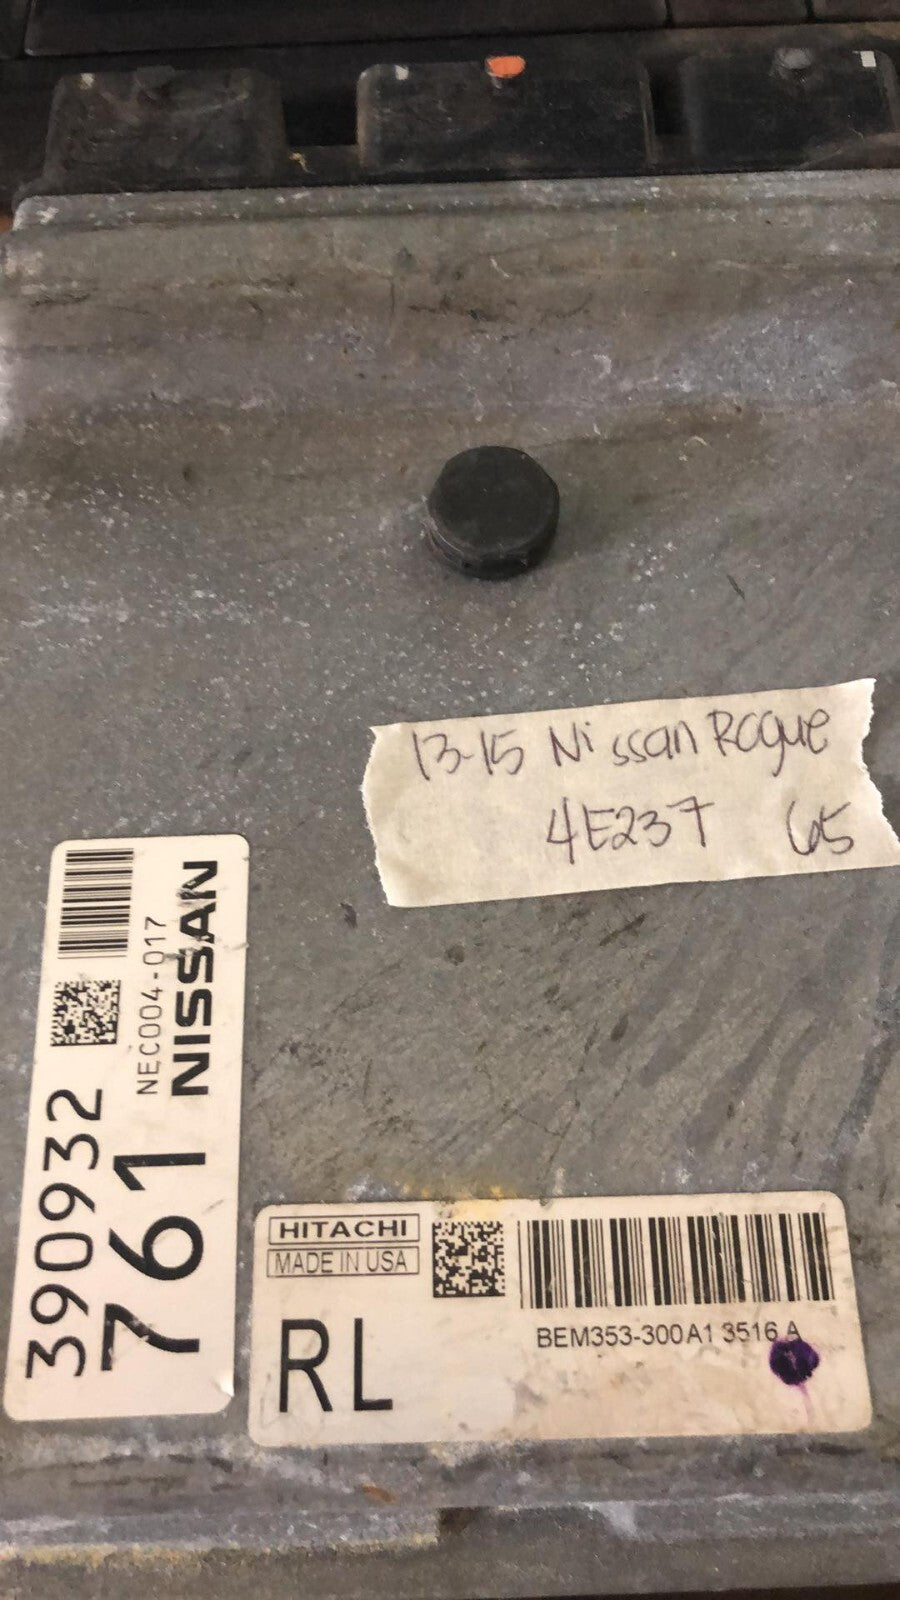 13-15 Nissan Rogue
4E237 65
NEC004-017
NISSAN
390932
761
HITACHI
MADE IN USA
RL
BEM353-300 A1 3516 A